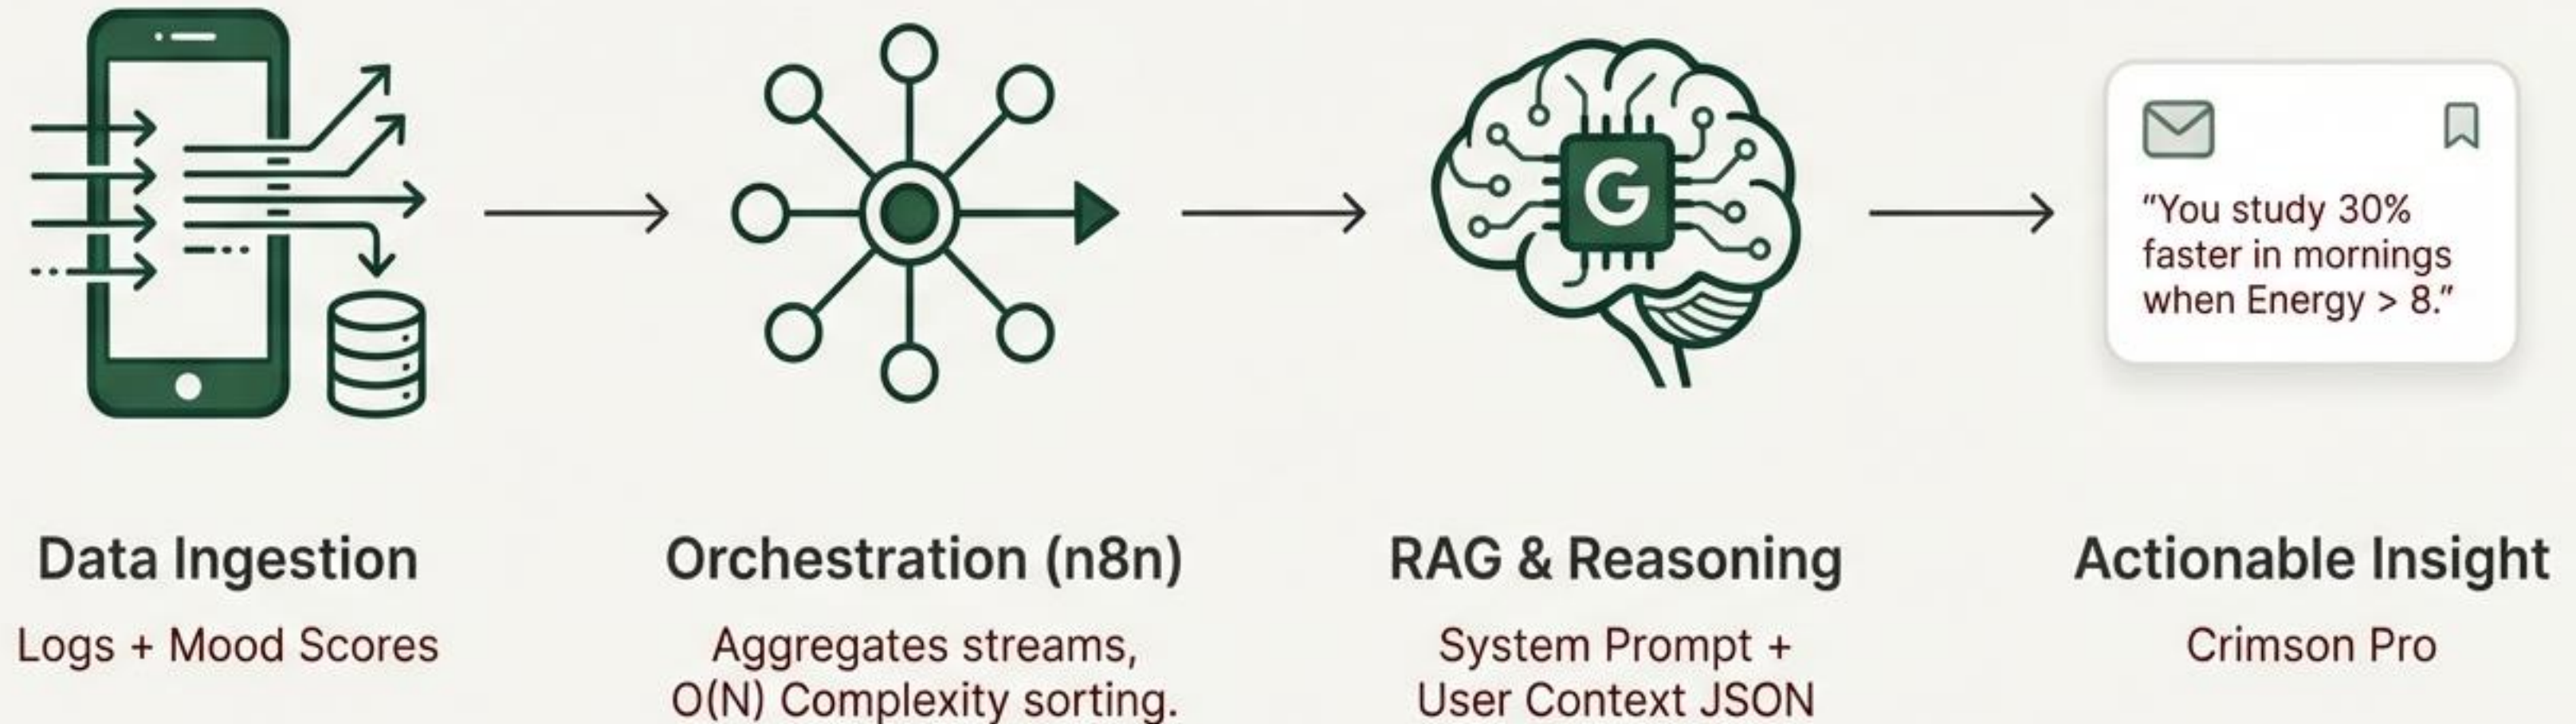 G
"You study 30%
faster in mornings
when Energy > 8."
Data Ingestion
Logs + Mood Scores
Orchestration (n8n)
Aggregates streams,
O(N) Complexity sorting.
RAG & Reasoning
System Prompt +
User Context JSON
Actionable Insight
Crimson Pro